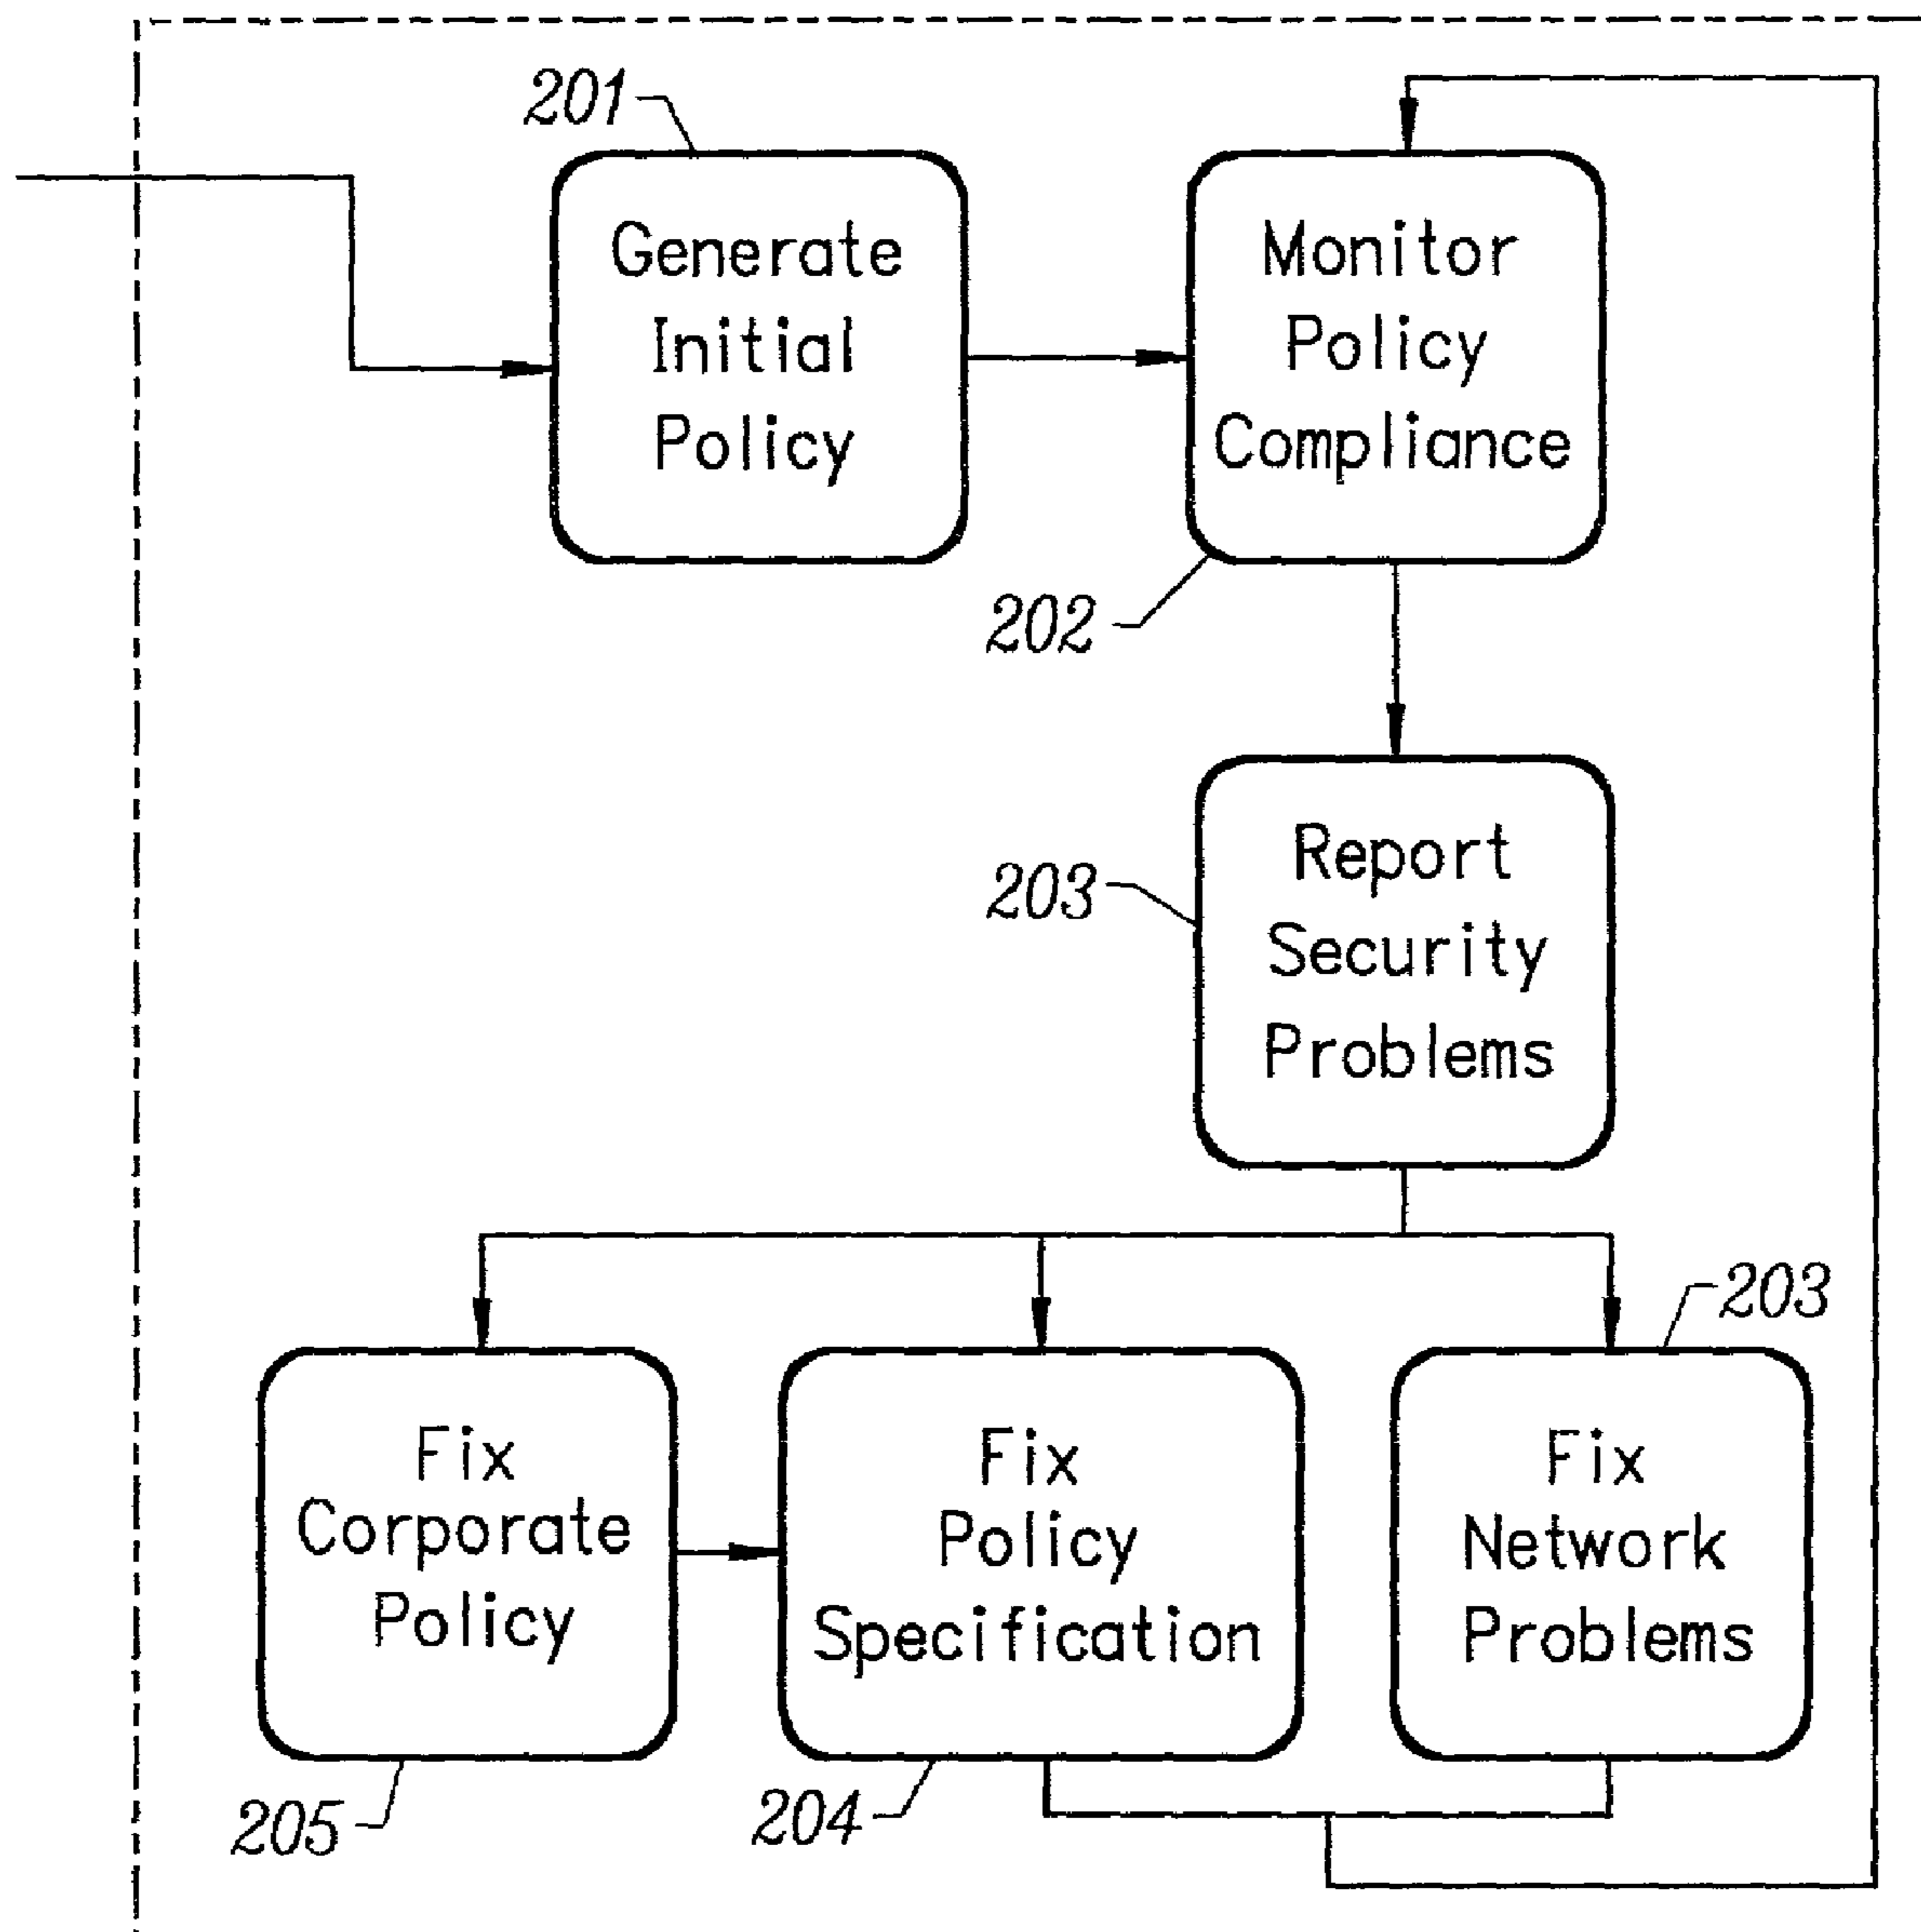 201
Generate
Initial
Policy
Monitor
Policy
Compliance
202
Report
Security
Problems
203
203
Fix
Corporate
Policy
Fix
Policy
Specification
Fix
Network
Problems
205
204